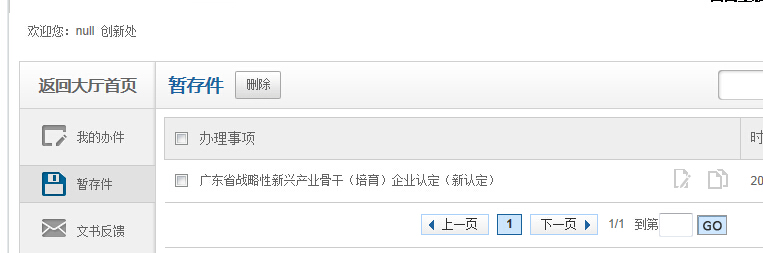 欢迎您：null 创新处
返回大厅首页
暂存件 删除
我的办件
办理事项 时
暂存件
广东省战略性新兴产业骨干（培育）企业认定（新认定） 20
上一页 1 下一页 1/1 到第 GO
文书反馈